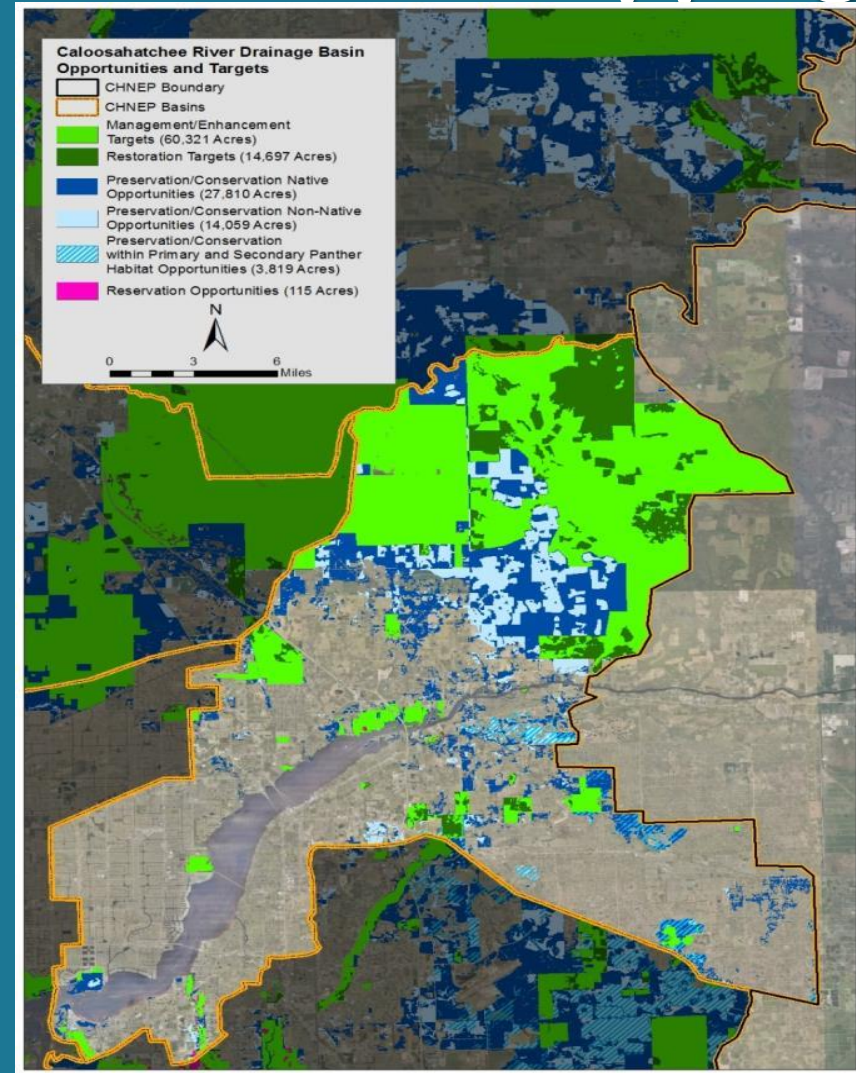 Caloosahatchee River Drainage Basin
Opportunities and Targets
CHNEP Boundary
CHNEP Basins
Management/Enhancement
Targets (60,321 Acres)
Restoration Targets (14,697 Acres)
Preservation/Conservation Native
Opportunities (27,810 Acres)
Preservation/Conservation Non-Native
Opportunities (14,059 Acres)
Preservation/Conservation
within Primary and Secondary Panther
Habitat Opportunities (3,819 Acres)
Reservation Opportunities (115 Acres)
N
0 3 6
Miles